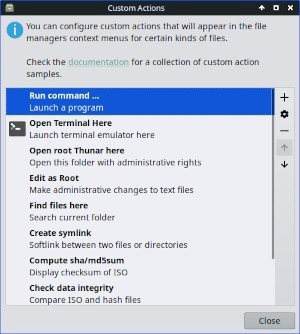 Custom Actions
You can configure custom actions that will appear in the file
managers context menus for certain kinds of files.
Check the documentation for a collection of custom action
samples.
Run command ...
Launch a program
Open Terminal Here
Launch terminal emulator here
Open root Thunar here
Open this folder with administrative rights
Edit as Root
Make administrative changes to text files
Find files here
Search current folder
Create symlink
Softlink between two files or directories
Compute sha/md5sum
Display checksum of ISO
Check data integrity
Compare ISO and hash files
Close